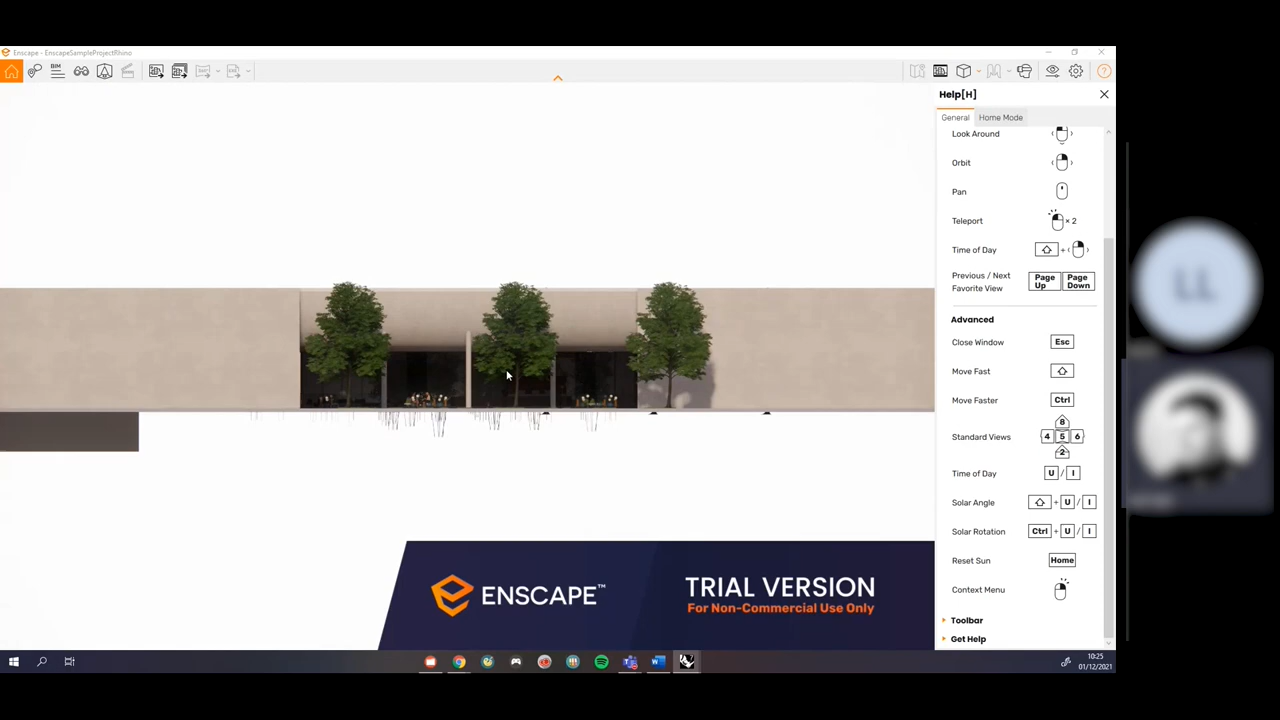 Enscape - EnscapeSampleProjectRhino
BIM
Help[H]
General Home Mode
Look Around
Orbit
Pan
Teleport × 2
Time of Day +
Previous / Next
Favorite View
Page Up Page Down
Advanced
Close Window Esc
Move Fast
Move Faster Ctrl
Standard Views
8
4 5 6
2
Time of Day U / I
Solar Angle + U / I
Solar Rotation Ctrl + U / I
Reset Sun Home
Context Menu
Toolbar
Get Help
ENSCAPE™
TRIAL VERSION
For Non-Commercial Use Only
10:25
01/12/2021
LL